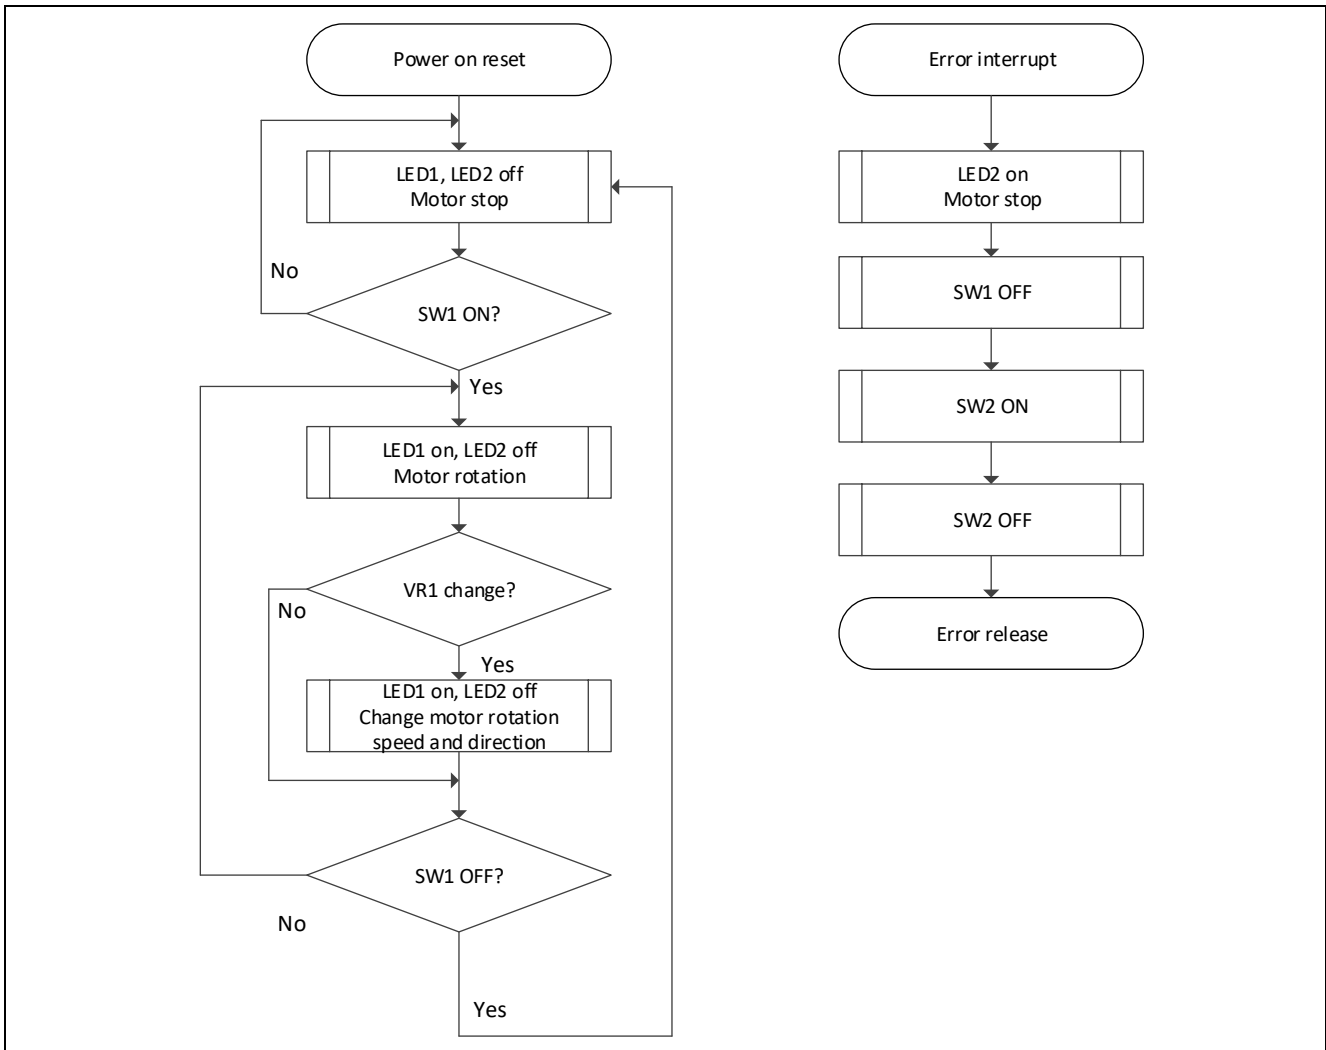 Power on reset
LED1, LED2 off
Motor stop
No
SW1 ON?
Yes
LED1 on, LED2 off
Motor rotation
VR1 change?
No
Yes
LED1 on, LED2 off
Change motor rotation
speed and direction
SW1 OFF?
No
Yes
Error interrupt
LED2 on
Motor stop
SW1 OFF
SW2 ON
SW2 OFF
Error release